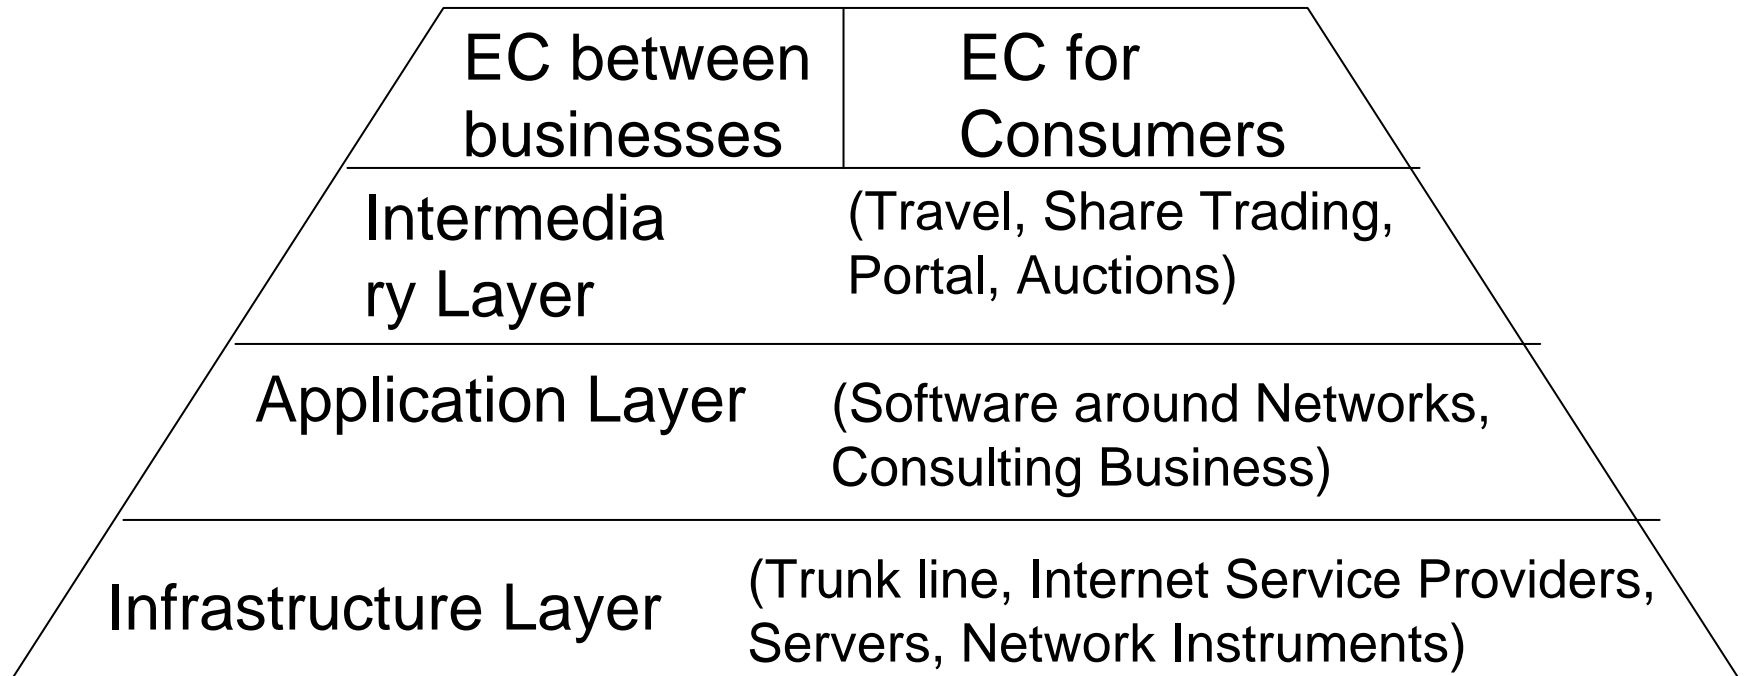 EC between
businesses
EC for
Consumers
Intermedia
ry Layer
(Travel, Share Trading,
Portal, Auctions)
Application Layer
(Software around Networks,
Consulting Business)
Infrastructure Layer
(Trunk line, Internet Service Providers,
Servers, Network Instruments)